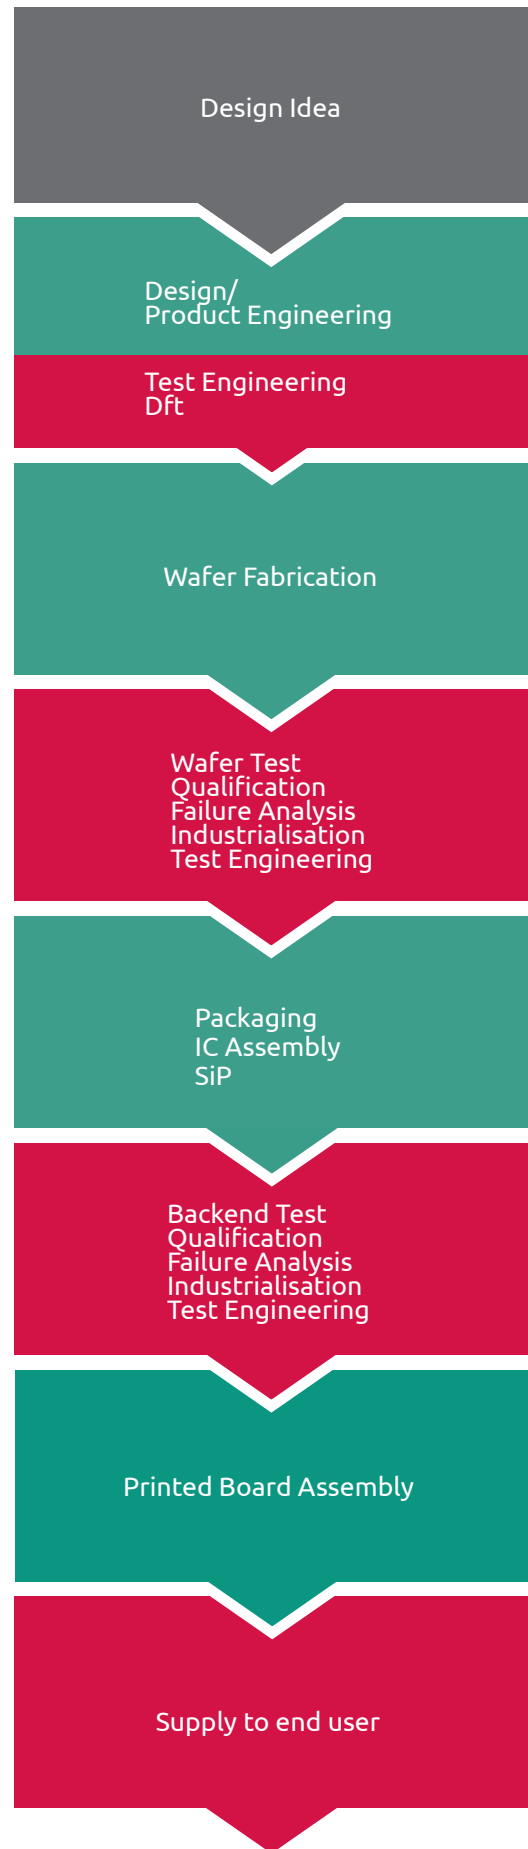 Design Idea
Design/
Product Engineering
Test Engineering
Dft
Wafer Fabrication
Wafer Test
Qualification
Failure Analysis
Industrialisation
Test Engineering
Packaging
IC Assembly
SiP
Backend Test
Qualification
Failure Analysis
Industrialisation
Test Engineering
Printed Board Assembly
Supply to end user